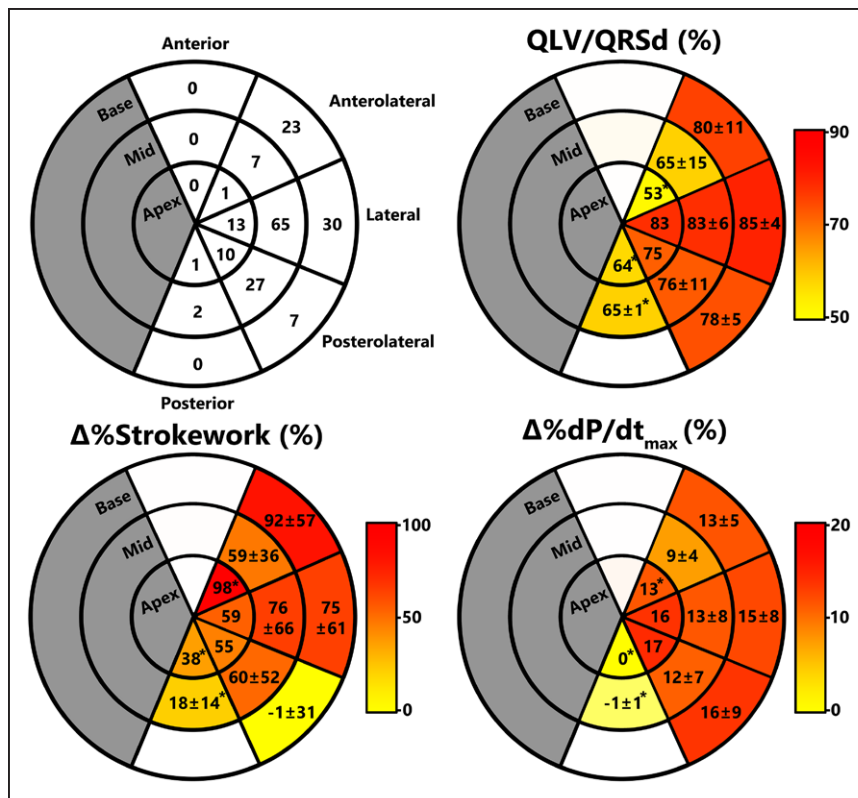 Anterior
Anterolateral
Lateral
Posterolateral
Posterior
Base
Mid
Apex
0
23
0
7
0
1
13
65
30
10
1
27
2
7
0
QLV/QRSd (%)
Base
Mid
Apex
80±11
65±15
53*
83
83±6
85±4
75
64*
76±11
65±1*
78±5
90
70
50
Δ%Strokework (%)
Base
Mid
Apex
92±57
59±36
98*
59
76
±66
75
±61
55
38*
60±52
18±14*
-1±31
100
50
0
Δ%dP/dtmax (%)
Base
Mid
Apex
13±5
9±4
13*
16
13±8
15±8
17
0*
12±7
-1±1*
16±9
20
10
0